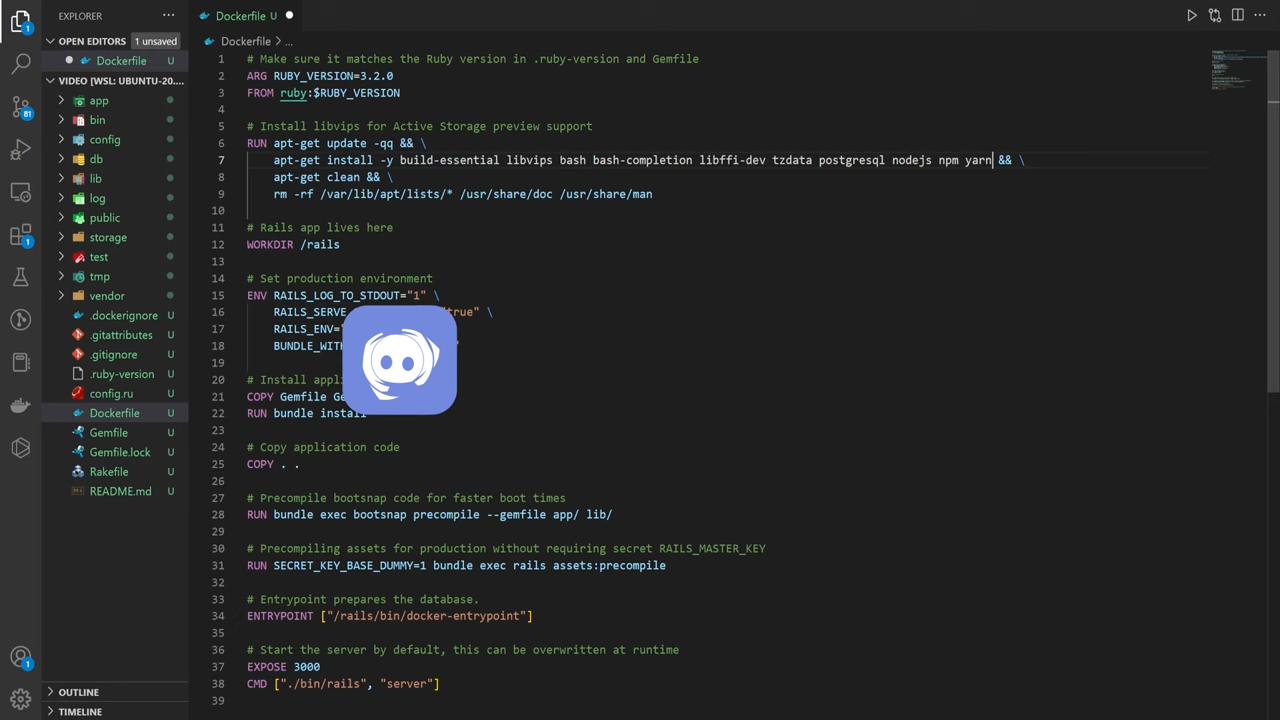 EXPLORER
OPEN EDITORS 1 unsaved
Dockerfile U
VIDEO [WSL: UBUNTU-20....
app
bin
config
db
lib
log
public
storage
test
tmp
vendor
.dockerignore U
.gitattributes U
.gitignore U
.ruby-version U
config.ru U
Dockerfile U
Gemfile U
Gemfile.lock U
Rakefile U
README.md U
OUTLINE
TIMELINE
1
81
1
1
Dockerfile U
Dockerfile > ...
1 # Make sure it matches the Ruby version in .ruby-version and Gemfile
2 ARG RUBY_VERSION=3.2.0
3 FROM ruby:$RUBY_VERSION
4
5 # Install libvips for Active Storage preview support
6 RUN apt-get update -qq && \
7 apt-get install -y build-essential libvips bash bash-completion libffi-dev tzdata postgresql nodejs npm yarn && \
8 apt-get clean && \
9 rm -rf /var/lib/apt/lists/* /usr/share/doc /usr/share/man
10
11 # Rails app lives here
12 WORKDIR /rails
13
14 # Set production environment
15 ENV RAILS_LOG_TO_STDOUT="1" \
16 RAILS_SERVE_ "true" \
17 RAILS_ENV="
18 BUNDLE_WIT
19
20 # Install appl
21 COPY Gemfile Ge
22 RUN bundle install
23
24 # Copy application code
25 COPY . .
26
27 # Precompile bootsnap code for faster boot times
28 RUN bundle exec bootsnap precompile --gemfile app/ lib/
29
30 # Precompiling assets for production without requiring secret RAILS_MASTER_KEY
31 RUN SECRET_KEY_BASE_DUMMY=1 bundle exec rails assets:precompile
32
33 # Entrypoint prepares the database.
34 ENTRYPOINT ["/rails/bin/docker-entrypoint"]
35
36 # Start the server by default, this can be overwritten at runtime
37 EXPOSE 3000
38 CMD ["./bin/rails", "server"]
39